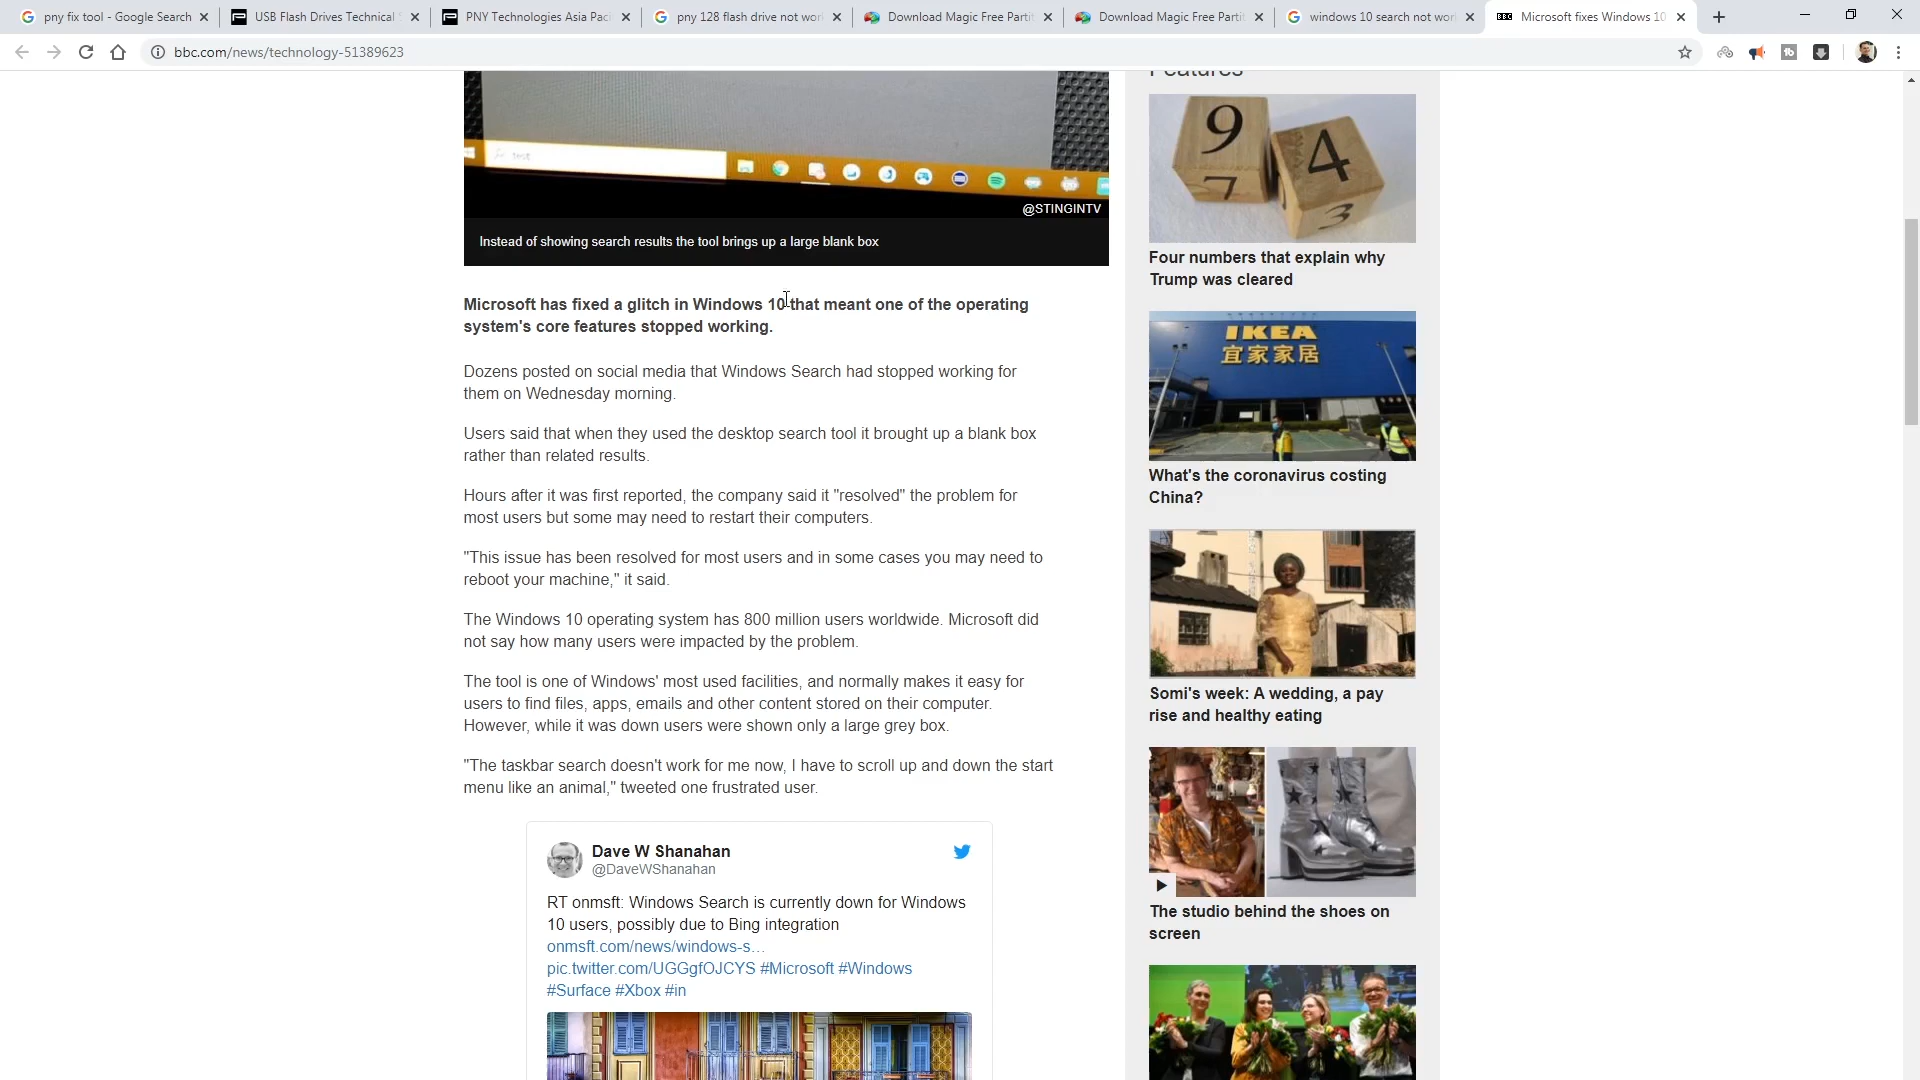 pny fix tool - Google Search
USB Flash Drives Technical S
PNY Technologies Asia Paci
pny 128 flash drive not wor
Download Magic Free Partit
Download Magic Free Partit
windows 10 search not wor
BBC
Microsoft fixes Windows 10
bbc.com/news/technology-51389623
test
@STINGINTV
Instead of showing search results the tool brings up a large blank box
Microsoft has fixed a glitch in Windows 10 that meant one of the operating
system's core features stopped working.
Dozens posted on social media that Windows Search had stopped working for
them on Wednesday morning.
Users said that when they used the desktop search tool it brought up a blank box
rather than related results.
Hours after it was first reported, the company said it "resolved" the problem for
most users but some may need to restart their computers.
"This issue has been resolved for most users and in some cases you may need to
reboot your machine," it said.
The Windows 10 operating system has 800 million users worldwide. Microsoft did
not say how many users were impacted by the problem.
The tool is one of Windows' most used facilities, and normally makes it easy for
users to find files, apps, emails and other content stored on their computer.
However, while it was down users were shown only a large grey box.
"The taskbar search doesn't work for me now, I have to scroll up and down the start
menu like an animal," tweeted one frustrated user.
Dave W Shanahan
@DaveWShanahan
RT onmsft: Windows Search is currently down for Windows
10 users, possibly due to Bing integration
onmsft.com/news/windows-s…
pic.twitter.com/UGGgfOJCYS #Microsoft #Windows
#Surface #Xbox #in
Features
9
4
7
3
Four numbers that explain why
Trump was cleared
IKEA
宜家家居
What's the coronavirus costing
China?
Somi's week: A wedding, a pay
rise and healthy eating
The studio behind the shoes on
screen